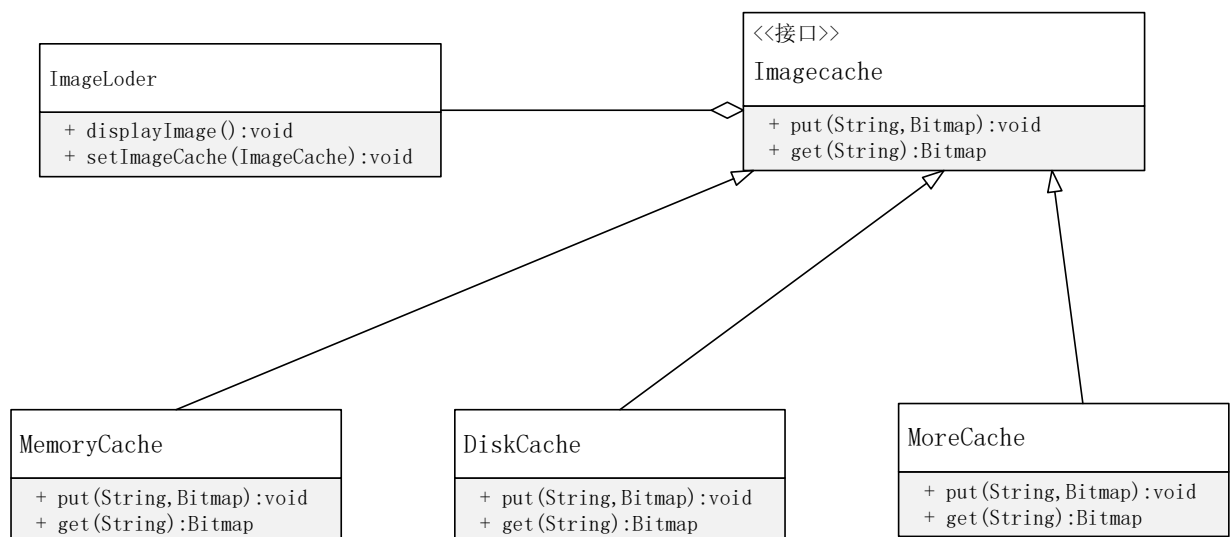 ImageLoder
+ displayImage():void
+ setImageCache(ImageCache):void
<<接口>>
Imagecache
+ put(String,Bitmap):void
+ get(String):Bitmap
MemoryCache
+ put(String,Bitmap):void
+ get(String):Bitmap
DiskCache
+ put(String,Bitmap):void
+ get(String):Bitmap
MoreCache
+ put(String,Bitmap):void
+ get(String):Bitmap